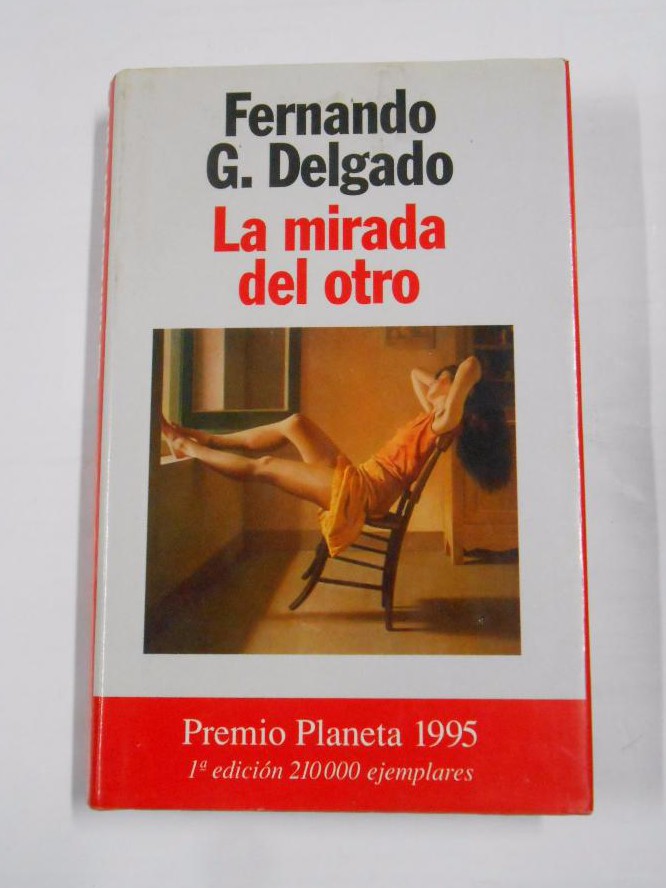 Fernando
G. Delgado
La mirada
del otro
Premio Planeta 1995
1ª edición 210 000 ejemplares